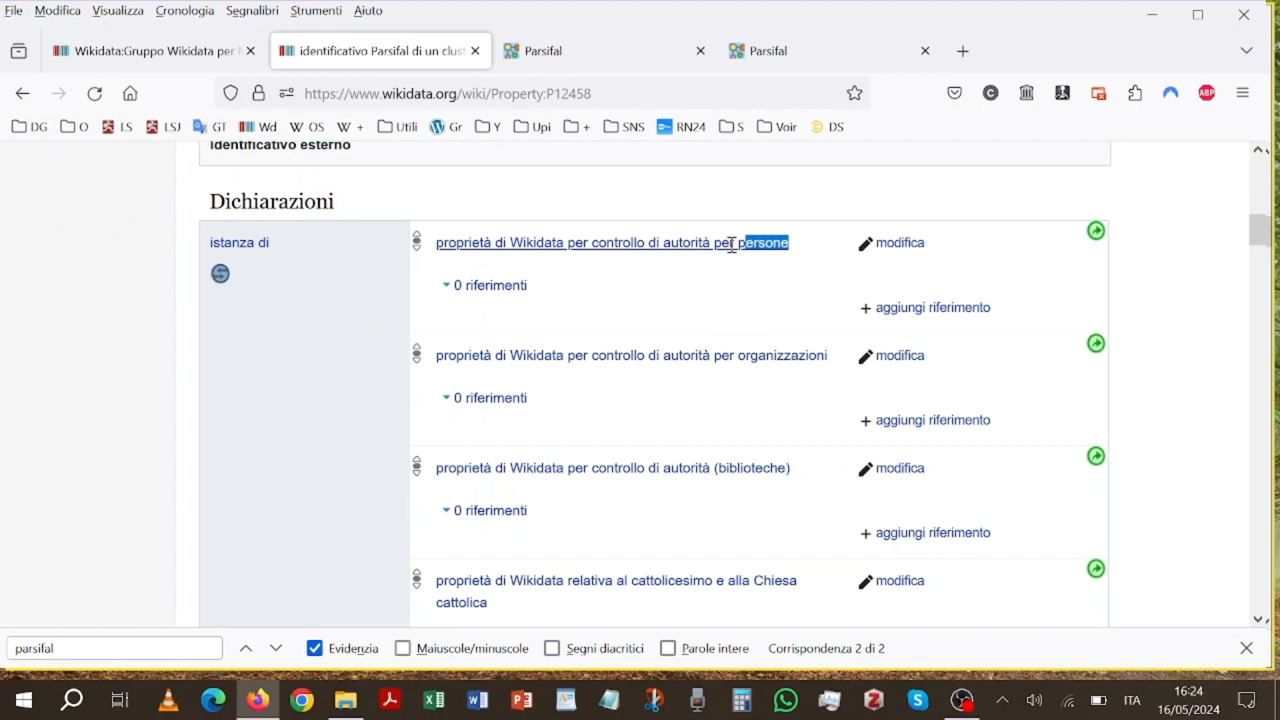 File Modifica Visualizza Cronologia Segnalibri Strumenti Aiuto
Wikidata:Gruppo Wikidata per
identificativo Parsifal di un clust
Parsifal
Parsifal
https://www.wikidata.org/wiki/Property:P12458
DG O LS LSJ GT Wd OS W + Utili Gr Y Upi + SNS RN24 S Voir DS
Identificativo esterno
Dichiarazioni
istanza di
proprietà di Wikidata per controllo di autorità per persone
modifica
0 riferimenti
+ aggiungi riferimento
proprietà di Wikidata per controllo di autorità per organizzazioni
modifica
0 riferimenti
+ aggiungi riferimento
proprietà di Wikidata per controllo di autorità (biblioteche)
modifica
0 riferimenti
+ aggiungi riferimento
proprietà di Wikidata relativa al cattolicesimo e alla Chiesa
cattolica
modifica
parsifal
Evidenzia
Maiuscole/minuscole
Segni diacritici
Parole intere
Corrispondenza 2 di 2
ITA
16:24
16/05/2024